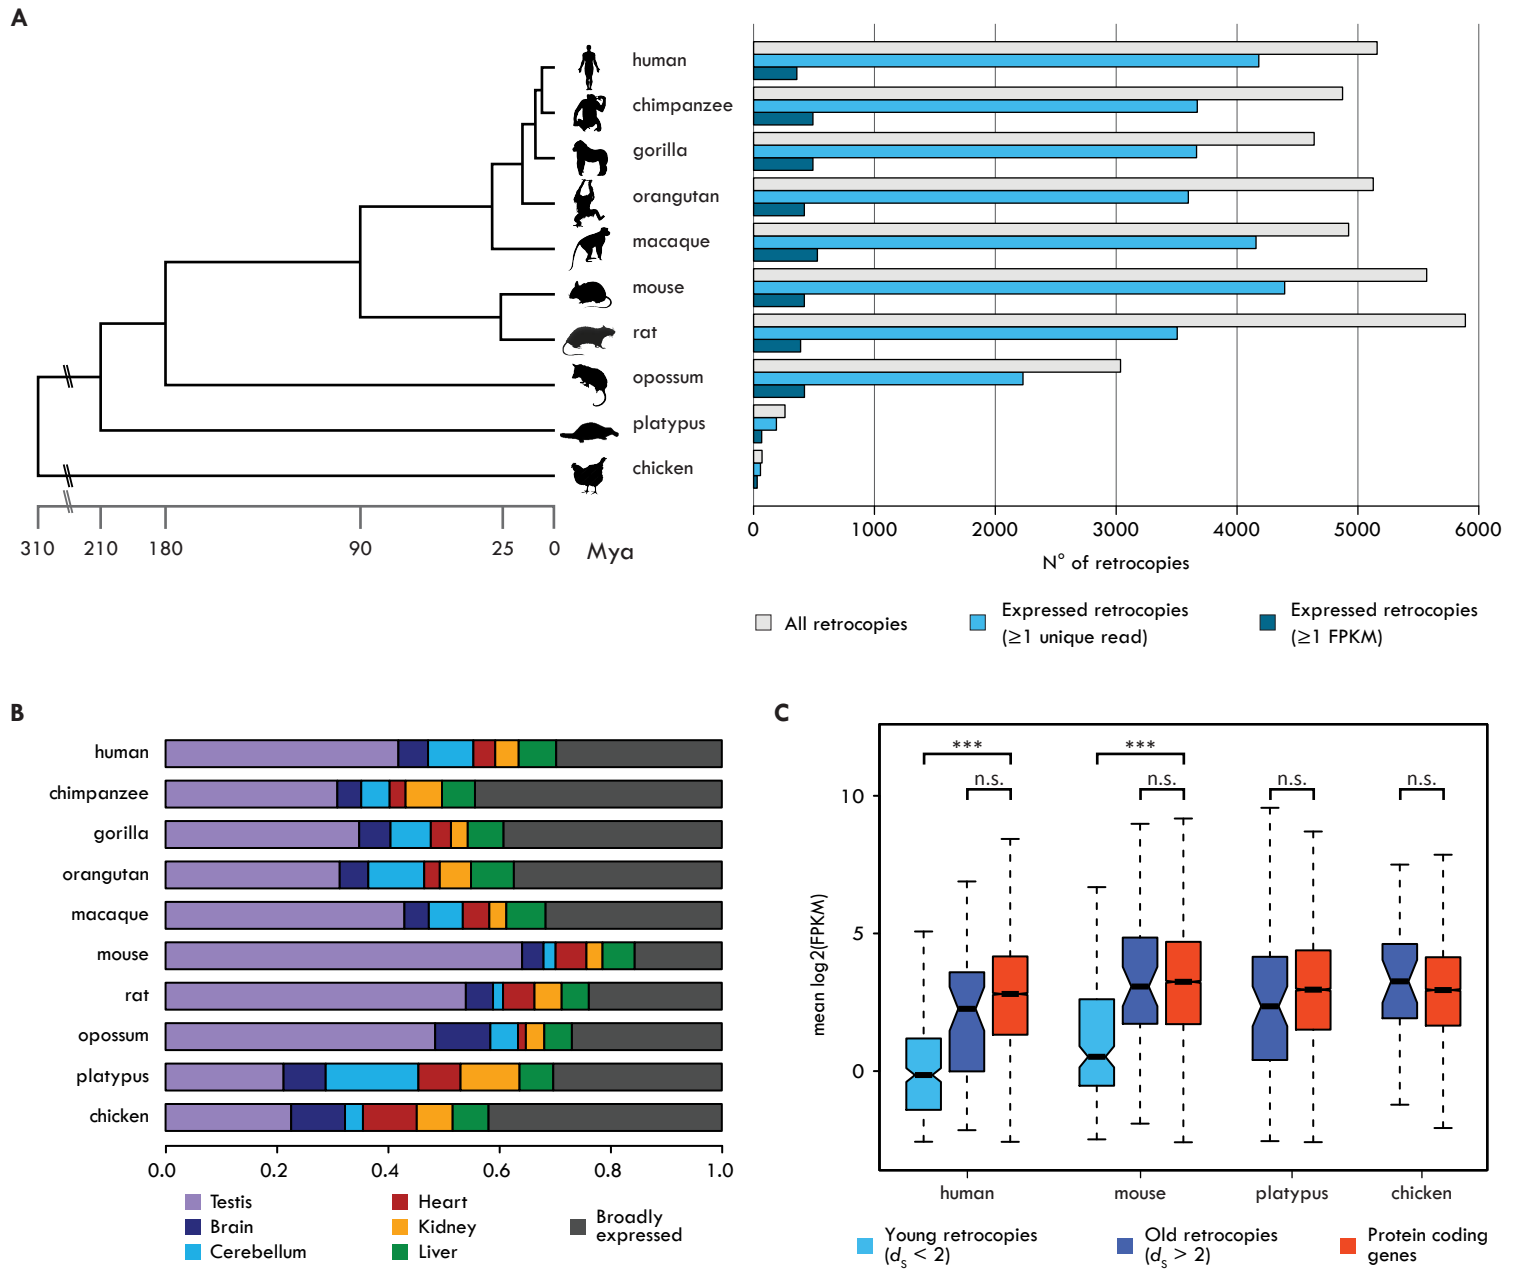 A
human
chimpanzee
gorilla
orangutan
macaque
mouse
rat
opossum
platypus
chicken
310 210 180 90 25 0 Mya
0 1000 2000 3000 4000 5000 6000
N° of retrocopies
All retrocopies
Expressed retrocopies
(≥1 unique read)
Expressed retrocopies
(≥1 FPKM)
B
human
chimpanzee
gorilla
orangutan
macaque
mouse
rat
opossum
platypus
chicken
0.0 0.2 0.4 0.6 0.8 1.0
Testis
Brain
Cerebellum
Heart
Kidney
Liver
Broadly
expressed
C
*** ***
n.s. n.s. n.s. n.s.
10
5
0
mean log2(FPKM)
human mouse platypus chicken
Young retrocopies
(ds < 2)
Old retrocopies
(ds > 2)
Protein coding
genes